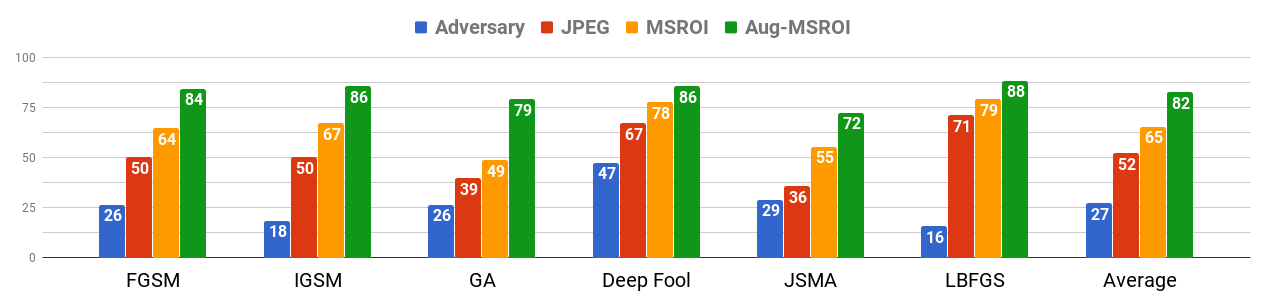 Adversary JPEG MSROI Aug-MSROI
100
75
50
25
0
26 50 64 84
18 50 67 86
26 39 49 79
47 67 78 86
29 36 55 72
16 71 79 88
27 52 65 82
FGSM IGSM GA Deep Fool JSMA LBFGS Average